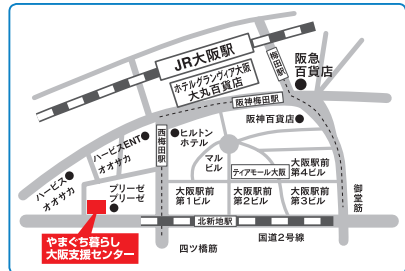 JR大阪駅
ホテルグランヴィア大阪
大丸百貨店
梅田駅
阪急
百貨店
阪神梅田駅
阪神百貨店
西梅田駅
ヒルトン
ホテル
ハービスENT
オオサカ
ハービス
オオサカ
マル
ビル
ティアモール大阪
大阪駅前
第4ビル
ブリーゼ
ブリーゼ
大阪駅前
第1ビル
大阪駅前
第2ビル
大阪駅前
第3ビル
御堂筋
北新地駅
やまぐち暮らし
大阪支援センター
四ツ橋筋
国道2号線